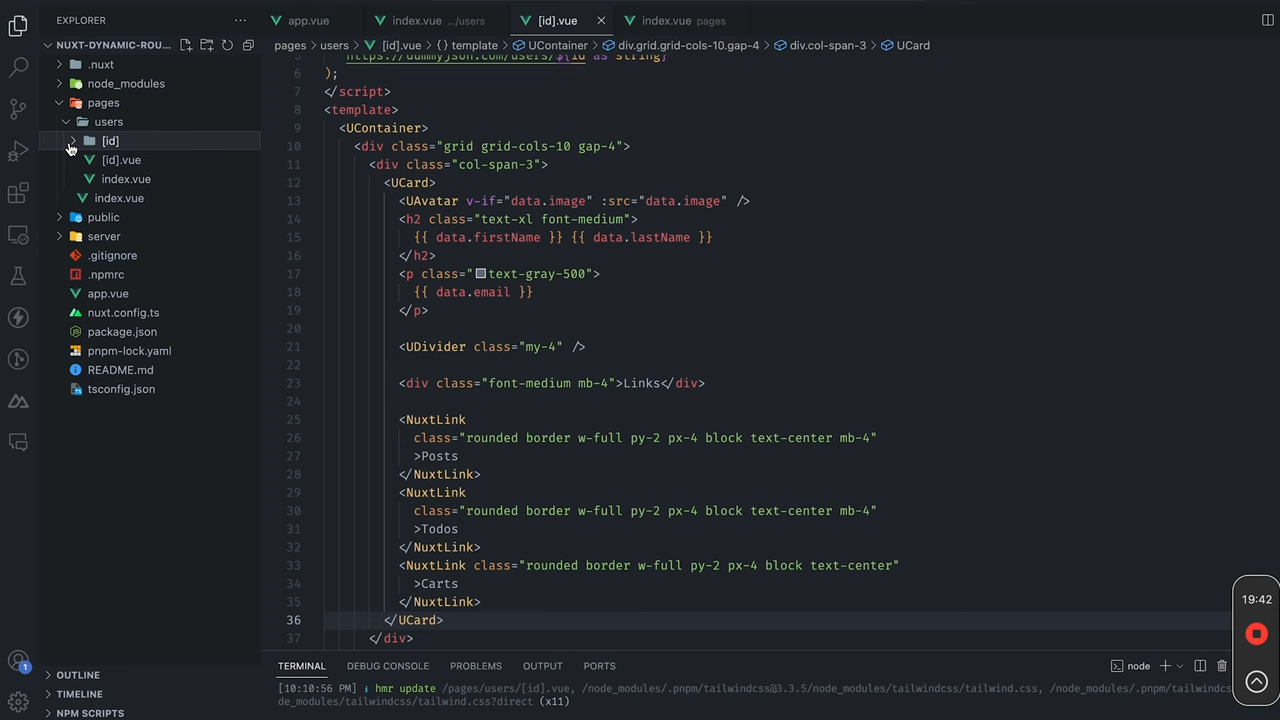 EXPLORER
NUXT-DYNAMIC-ROU...
.nuxt
node_modules
pages
users
[id]
[id].vue
index.vue
index.vue
public
server
.gitignore
.npmrc
app.vue
nuxt.config.ts
package.json
pnpm-lock.yaml
README.md
tsconfig.json
OUTLINE
TIMELINE
NPM SCRIPTS
1
app.vue index.vue .../users [id].vue index.vue pages
pages > users > [id].vue > {} template > UContainer > div.grid.grid-cols-10.gap-4 > div.col-span-3 > UCard
5 `https://dummyjson.com/users/${id as string}`
6 );
7 </script>
8 <template>
9 <UContainer>
10 <div class="grid grid-cols-10 gap-4">
11 <div class="col-span-3">
12 <UCard>
13 <UAvatar v-if="data.image" :src="data.image" />
14 <h2 class="text-xl font-medium">
15 {{ data.firstName }} {{ data.lastName }}
16 </h2>
17 <p class="text-gray-500">
18 {{ data.email }}
19 </p>
20
21 <UDivider class="my-4" />
22
23 <div class="font-medium mb-4">Links</div>
24
25 <NuxtLink
26 class="rounded border w-full py-2 px-4 block text-center mb-4"
27 >Posts
28 </NuxtLink>
29 <NuxtLink
30 class="rounded border w-full py-2 px-4 block text-center mb-4"
31 >Todos
32 </NuxtLink>
33 <NuxtLink class="rounded border w-full py-2 px-4 block text-center"
34 >Carts
35 </NuxtLink>
36 </UCard>
37 </div>
TERMINAL DEBUG CONSOLE PROBLEMS OUTPUT PORTS
node
[10:10:56 PM] i hmr update /pages/users/[id].vue, /node_modules/.pnpm/tailwindcss@3.3.5/node_modules/tailwindcss/tailwind.css, /node_modules/.pnpm/tailwindcs
de_modules/tailwindcss/tailwind.css?direct (x11)
19:42